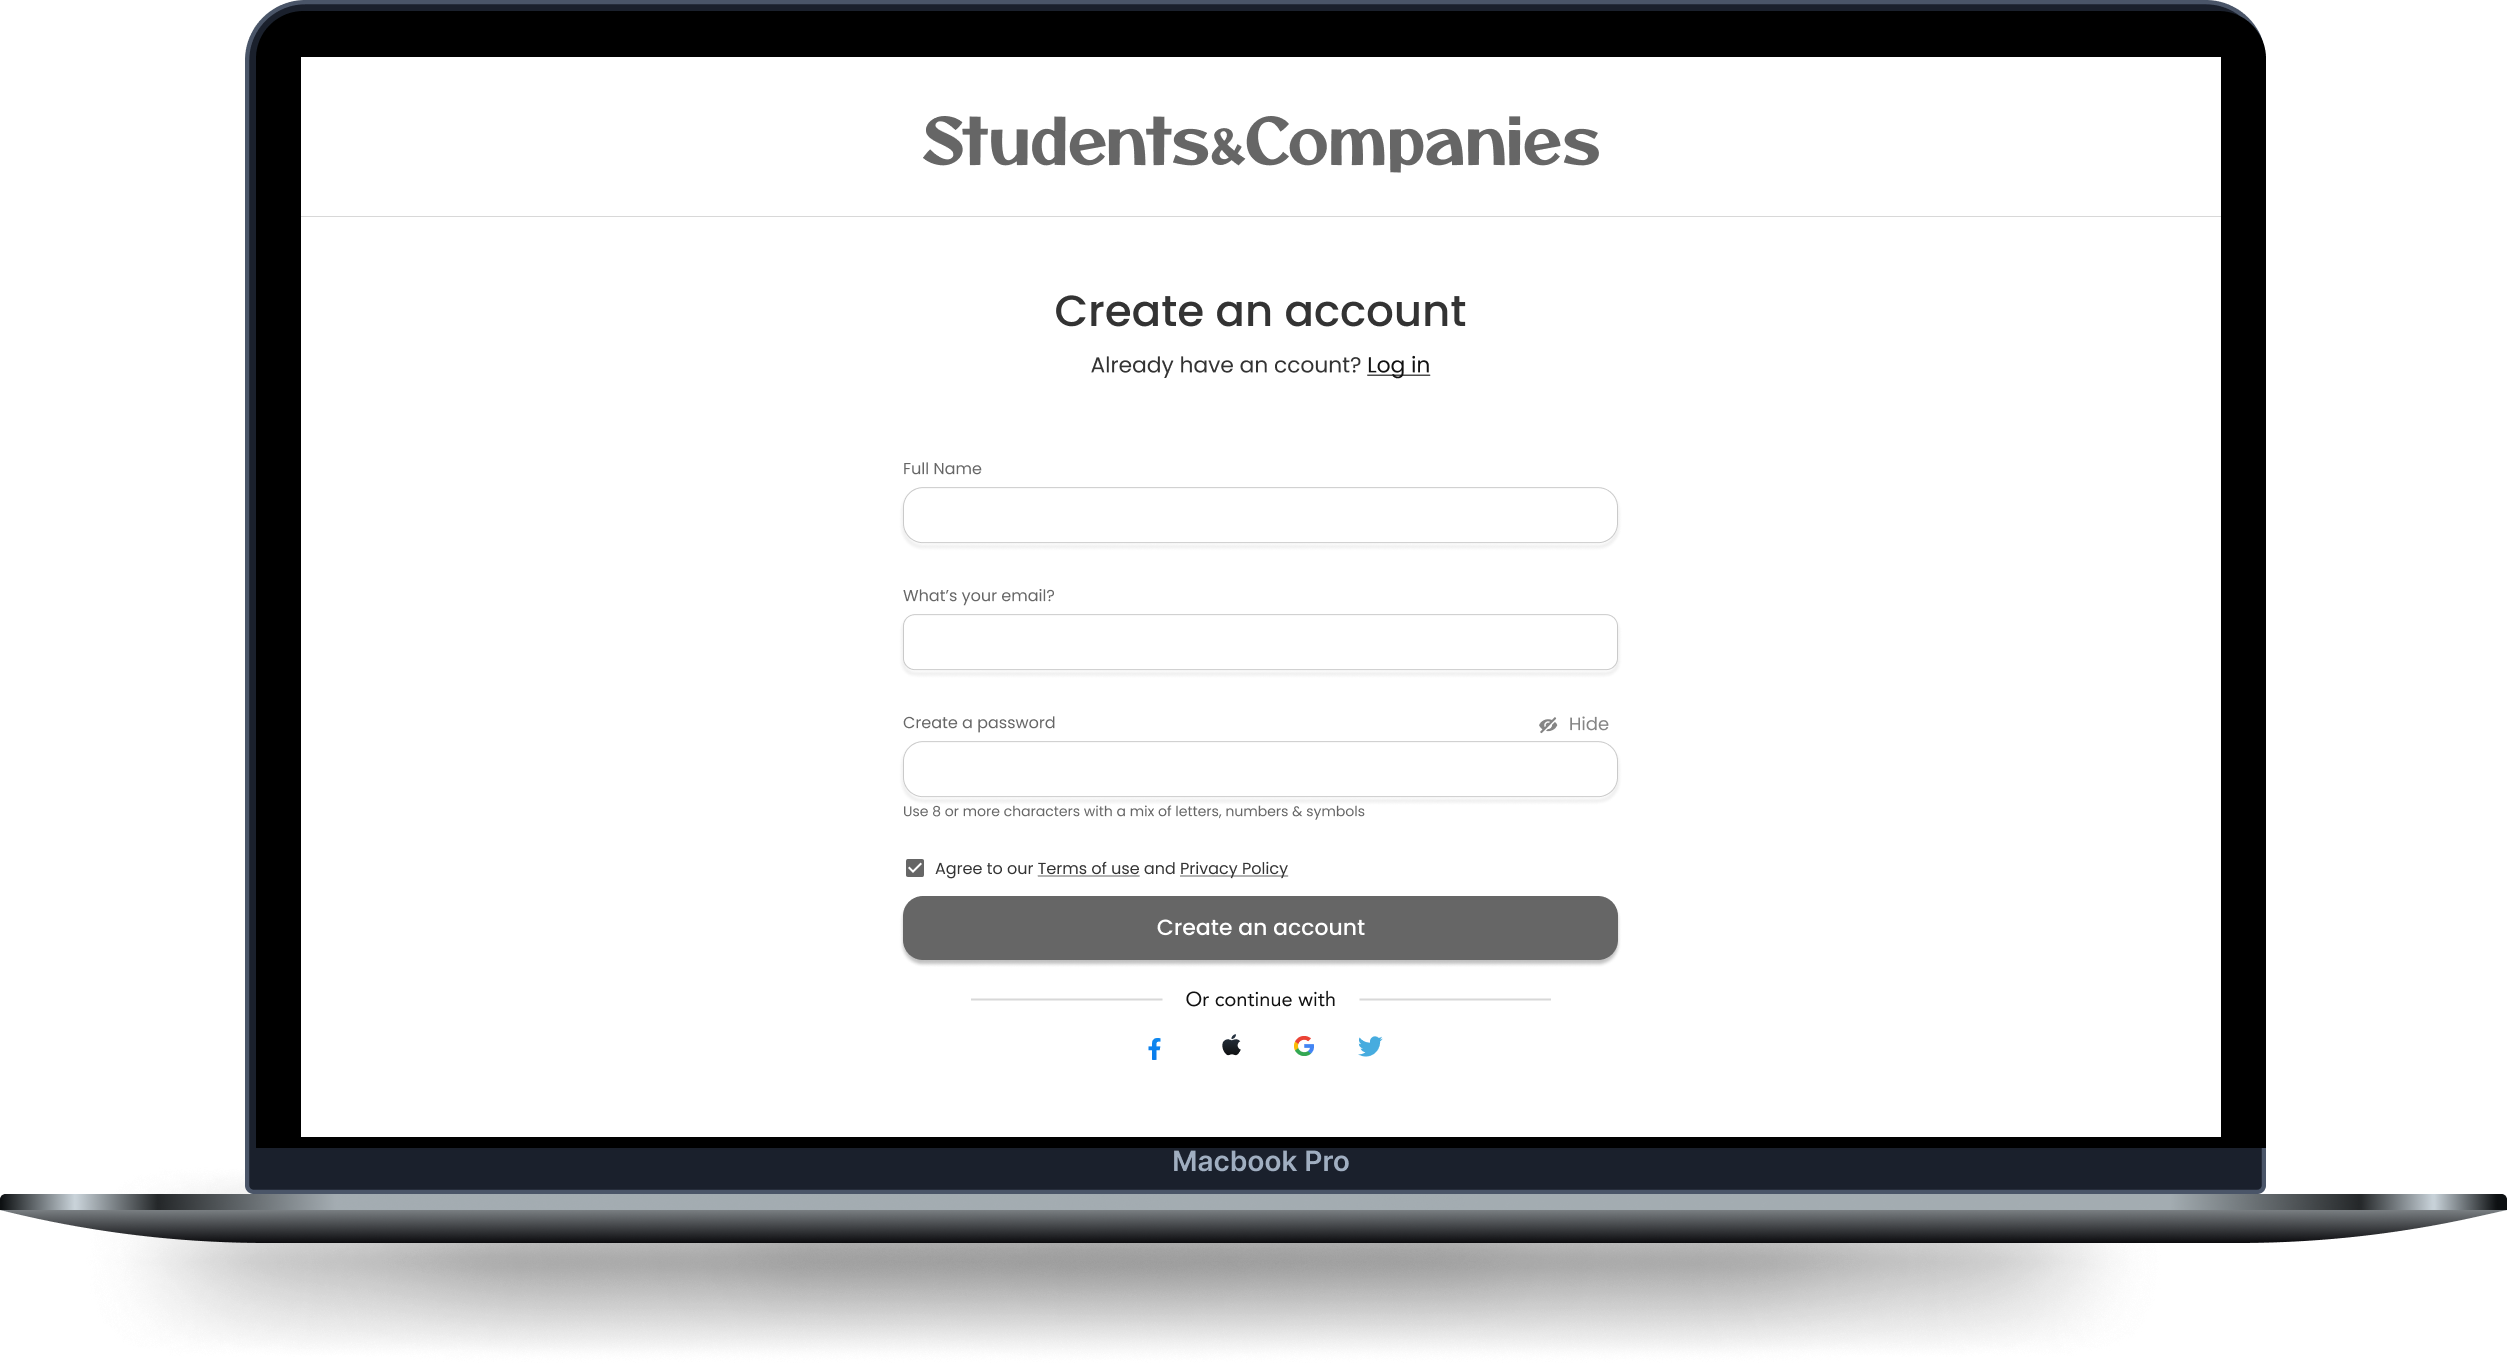 Students&Companies
Create an account
Already have an ccount? Log in
Full Name
What's your email?
Create a password
Hide
Use 8 or more characters with a mix of letters, numbers & symbols
Agree to our Terms of use and Privacy Policy
Create an account
Or continue with
Macbook Pro